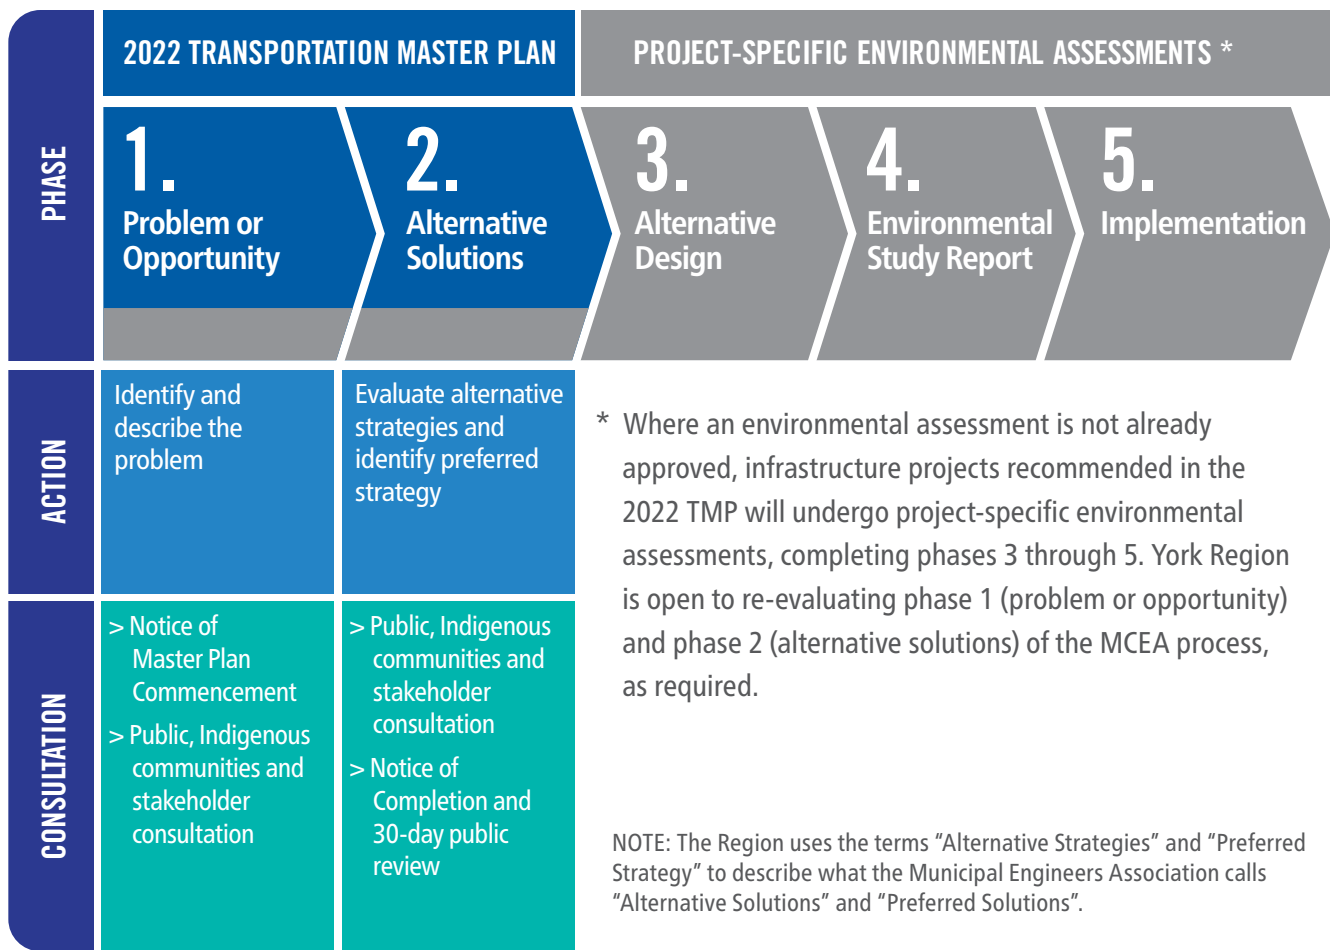 2022 TRANSPORTATION MASTER PLAN
PROJECT-SPECIFIC ENVIRONMENTAL ASSESSMENTS *
PHASE
1.
Problem or
Opportunity
2.
Alternative
Solutions
3.
Alternative
Design
4.
Environmental
Study Report
5.
Implementation
ACTION
Identify and
describe the
problem
Evaluate alternative
strategies and
identify preferred
strategy
CONSULTATION
> Notice of
Master Plan
Commencement
> Public, Indigenous
communities and
stakeholder
consultation
> Public, Indigenous
communities and
stakeholder
consultation
> Notice of
Completion and
30-day public
review
* Where an environmental assessment is not already
approved, infrastructure projects recommended in the
2022 TMP will undergo project-specific environmental
assessments, completing phases 3 through 5. York Region
is open to re-evaluating phase 1 (problem or opportunity)
and phase 2 (alternative solutions) of the MCEA process,
as required.
NOTE: The Region uses the terms “Alternative Strategies” and “Preferred
Strategy” to describe what the Municipal Engineers Association calls
“Alternative Solutions” and “Preferred Solutions”.